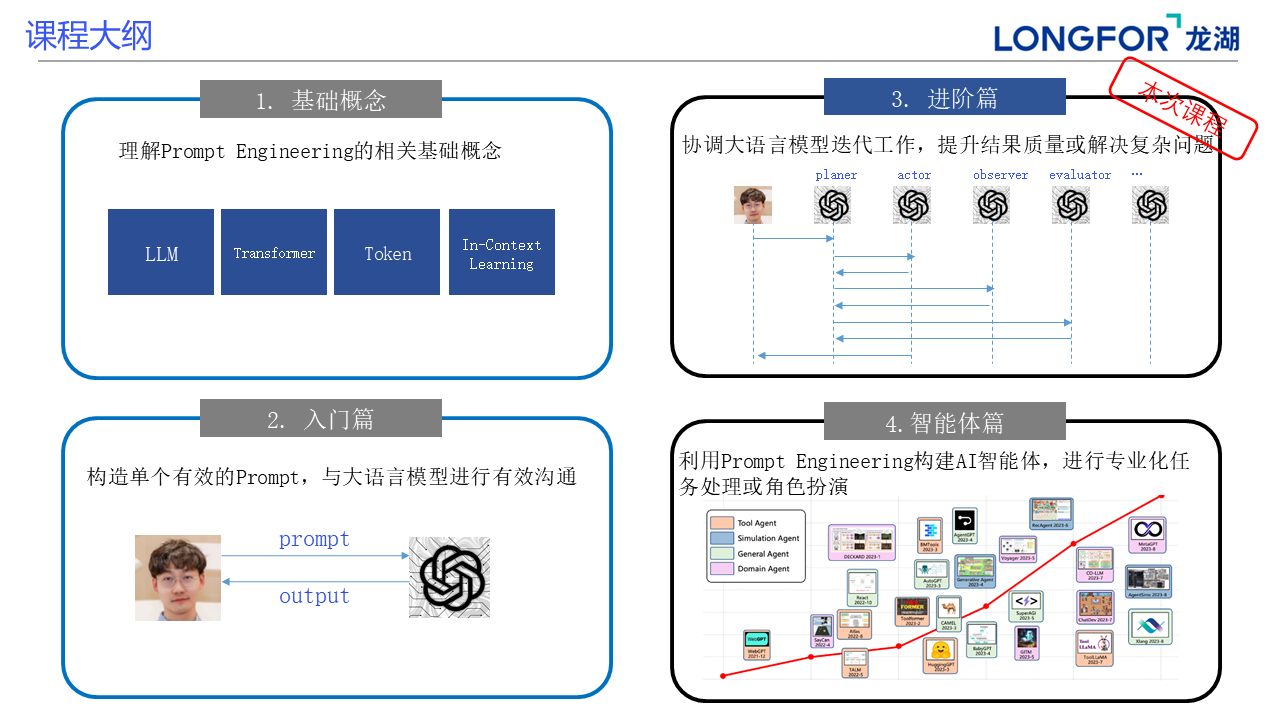 课程大纲
LONGFOR 龙湖
1. 基础概念
理解Prompt Engineering的相关基础概念
LLM
Transformer
Token
In-Context
Learning
3. 进阶篇
本次课程
协调大语言模型迭代工作，提升结果质量或解决复杂问题
planer
actor
observer
evaluator
…
2. 入门篇
构造单个有效的Prompt，与大语言模型进行有效沟通
prompt
output
4.智能体篇
利用Prompt Engineering构建AI智能体，进行专业化任
务处理或角色扮演
Tool Agent
Simulation Agent
General Agent
Domain Agent
WebGPT
WebGPT
2021-12
SayCan
2022-4
TALM
2022-5
Atlas
2022-8
React
2022-10
DECKARD 2023-1
TOOLFORMER
Toolformer
2023-2
BMTools
2023-3
AgentGPT
2023-4
AutoGPT
2023-3
Generative Agent
2023-4
CAMEL
2023-3
HuggingGPT
2023-3
BabyGPT
2023-4
Voyager 2023-5
SuperAGI
2023-5
GITM
2023-5
RecAgent 2023-6
CO-LLM
2023-7
ChatDev 2023-7
Tool
LLaMA
ToolLLaMA
2023-7
MetaGPT
2023-8
AgentSims 2023-8
Xlang 2023-8